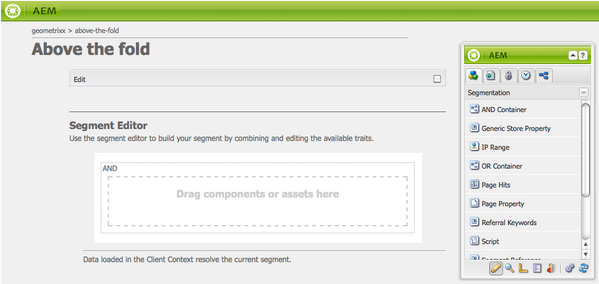 AEM
geometrixx > above-the-fold
Above the fold
Edit
Segment Editor
Use the segment editor to build your segment by combining and editing the available traits.
AND
Drag components or assets here
Data loaded in the Client Context resolve the current segment.
AEM
?
Segmentation
AND Container
Generic Store Property
IP Range
OR Container
Page Hits
Page Property
Referral Keywords
Script
Segment Reference